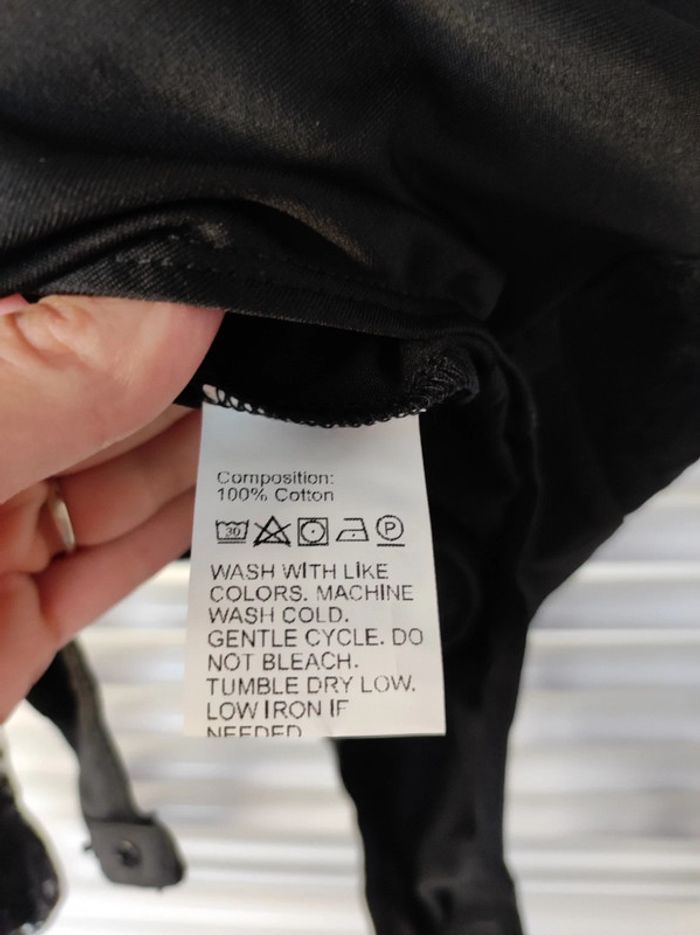 Composition:
100% Cotton
30 P
WASH WITH LIKE
COLORS. MACHINE
WASH COLD.
GENTLE CYCLE. DO
NOT BLEACH.
TUMBLE DRY LOW.
LOW IRON IF
NEEDED